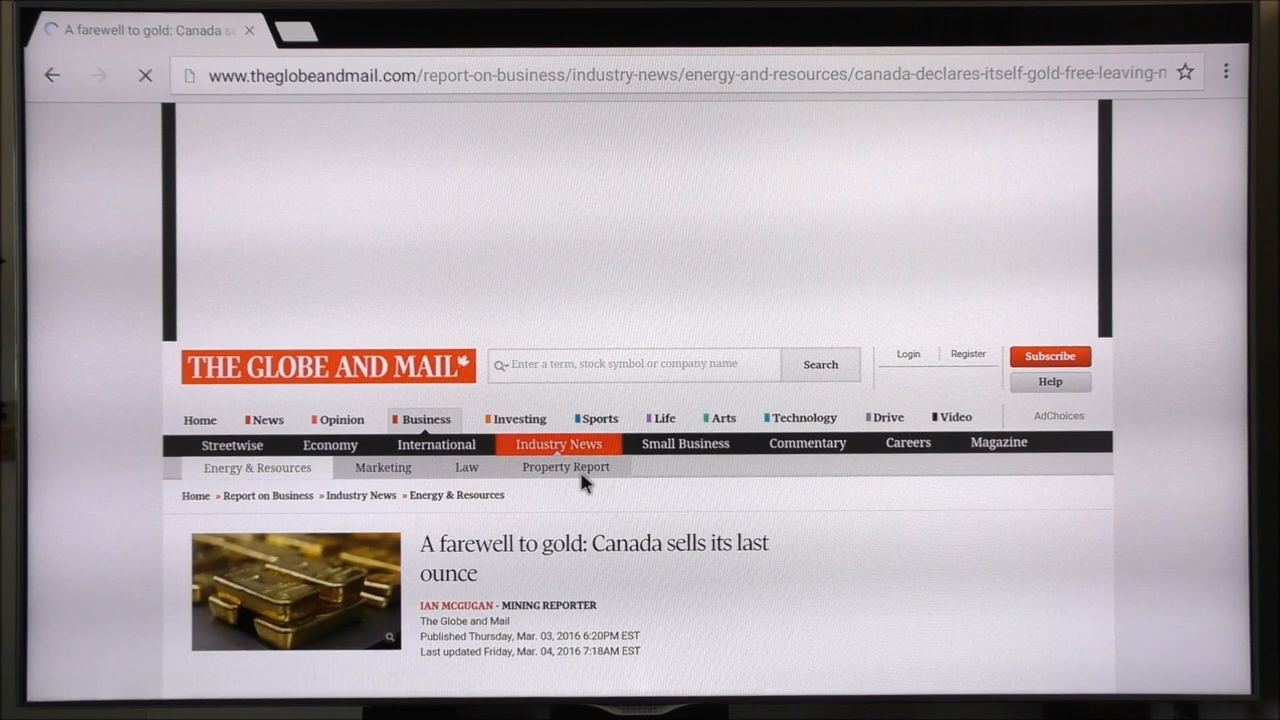 A farewell to gold: Canada s
www.theglobeandmail.com/report-on-business/industry-news/energy-and-resources/canada-declares-itself-gold-free-leaving-n
THE GLOBE AND MAIL
Enter a term, stock symbol or company name
Search
Login
Register
Subscribe
Help
Home News Opinion Business Investing Sports Life Arts Technology Drive Video AdChoices
Streetwise Economy International Industry News Small Business Commentary Careers Magazine
Energy & Resources Marketing Law Property Report
Home » Report on Business » Industry News » Energy & Resources
A farewell to gold: Canada sells its last
ounce
IAN MCGUGAN - MINING REPORTER
The Globe and Mail
Published Thursday, Mar. 03, 2016 6:20PM EST
Last updated Friday, Mar. 04, 2016 7:18AM EST
SAMSUNG